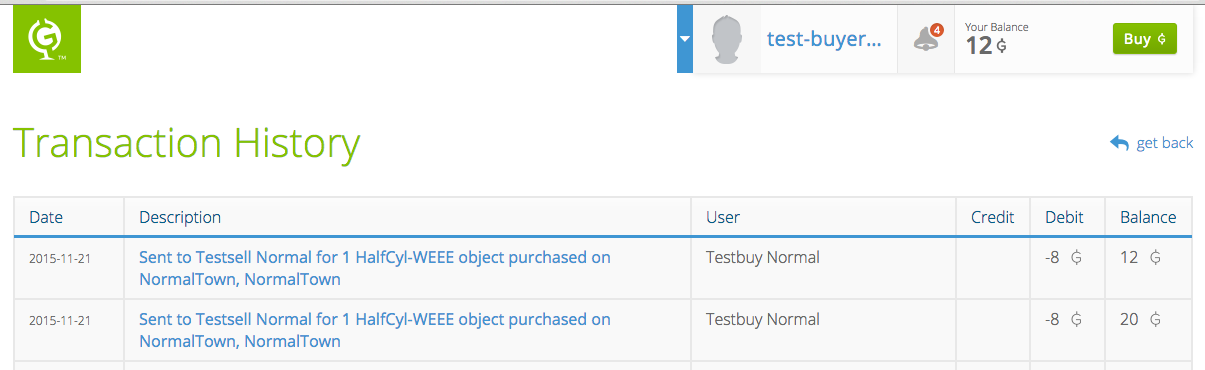 test-buyer...
4
Your Balance
12 ₲
Buy ₲
TM
Transaction History
get back
Date Description User Credit Debit Balance
2015-11-21 Sent to Testsell Normal for 1 HalfCyl-WEEE object purchased on Testbuy Normal -8 ₲ 12 ₲
NormalTown, NormalTown
2015-11-21 Sent to Testsell Normal for 1 HalfCyl-WEEE object purchased on Testbuy Normal -8 ₲ 20 ₲
NormalTown, NormalTown